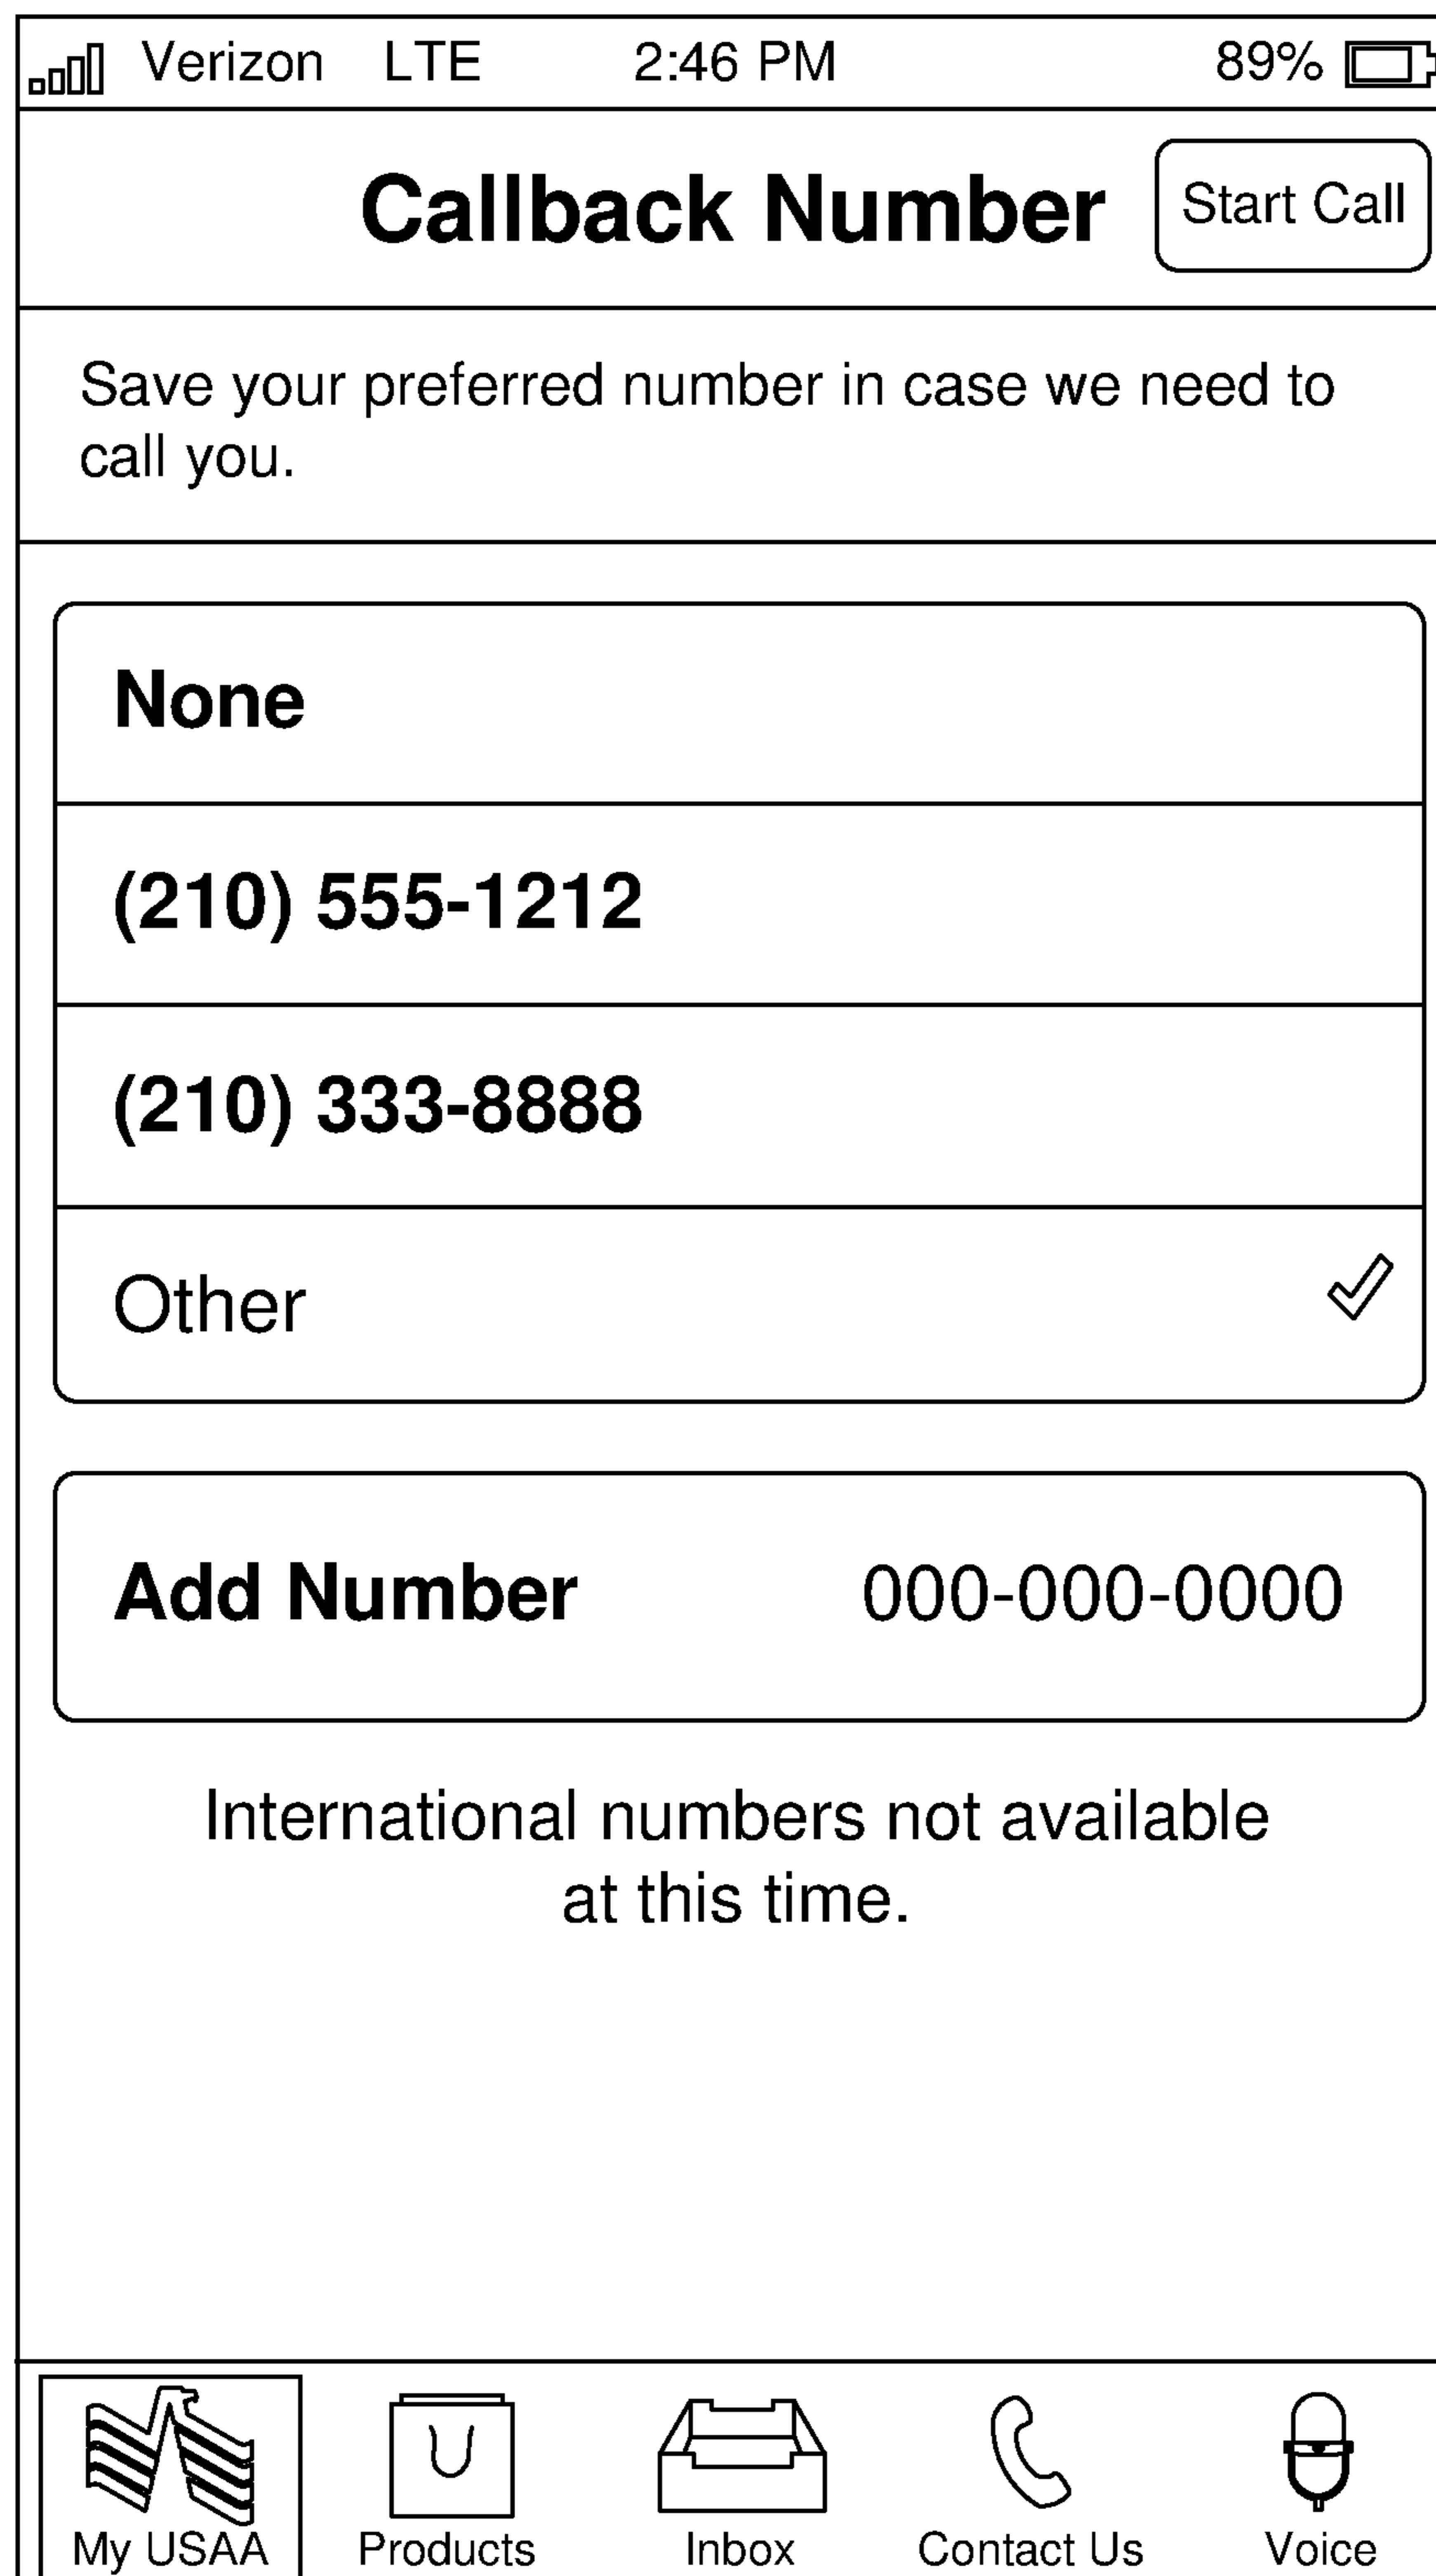 Verizon LTE 2:46 PM 89%
Callback Number Start Call
Save your preferred number in case we need to
call you.
None
(210) 555-1212
(210) 333-8888
Other
Add Number 000-000-0000
International numbers not available
at this time.
My USAA Products Inbox Contact Us Voice